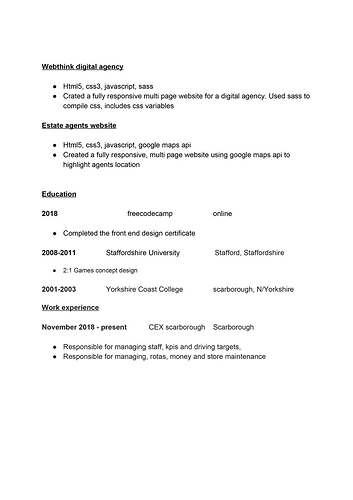 Webthink digital agency
● Html5, css3, javascript, sass
● Crated a fully responsive multi page website for a digital agency. Used sass to
compile css, includes css variables
Estate agents website
● Html5, css3, javascript, google maps api
● Created a fully responsive, multi page website using google maps api to
highlight agents location
Education
2018 freecodecamp online
● Completed the front end design certificate
2008-2011 Staffordshire University Stafford, Staffordshire
● 2:1 Games concept design
2001-2003 Yorkshire Coast College scarborough, N/Yorkshire
Work experience
November 2018 - present CEX scarborough Scarborough
● Responsible for managing staff, kpis and driving targets,
● Responsible for managing, rotas, money and store maintenance